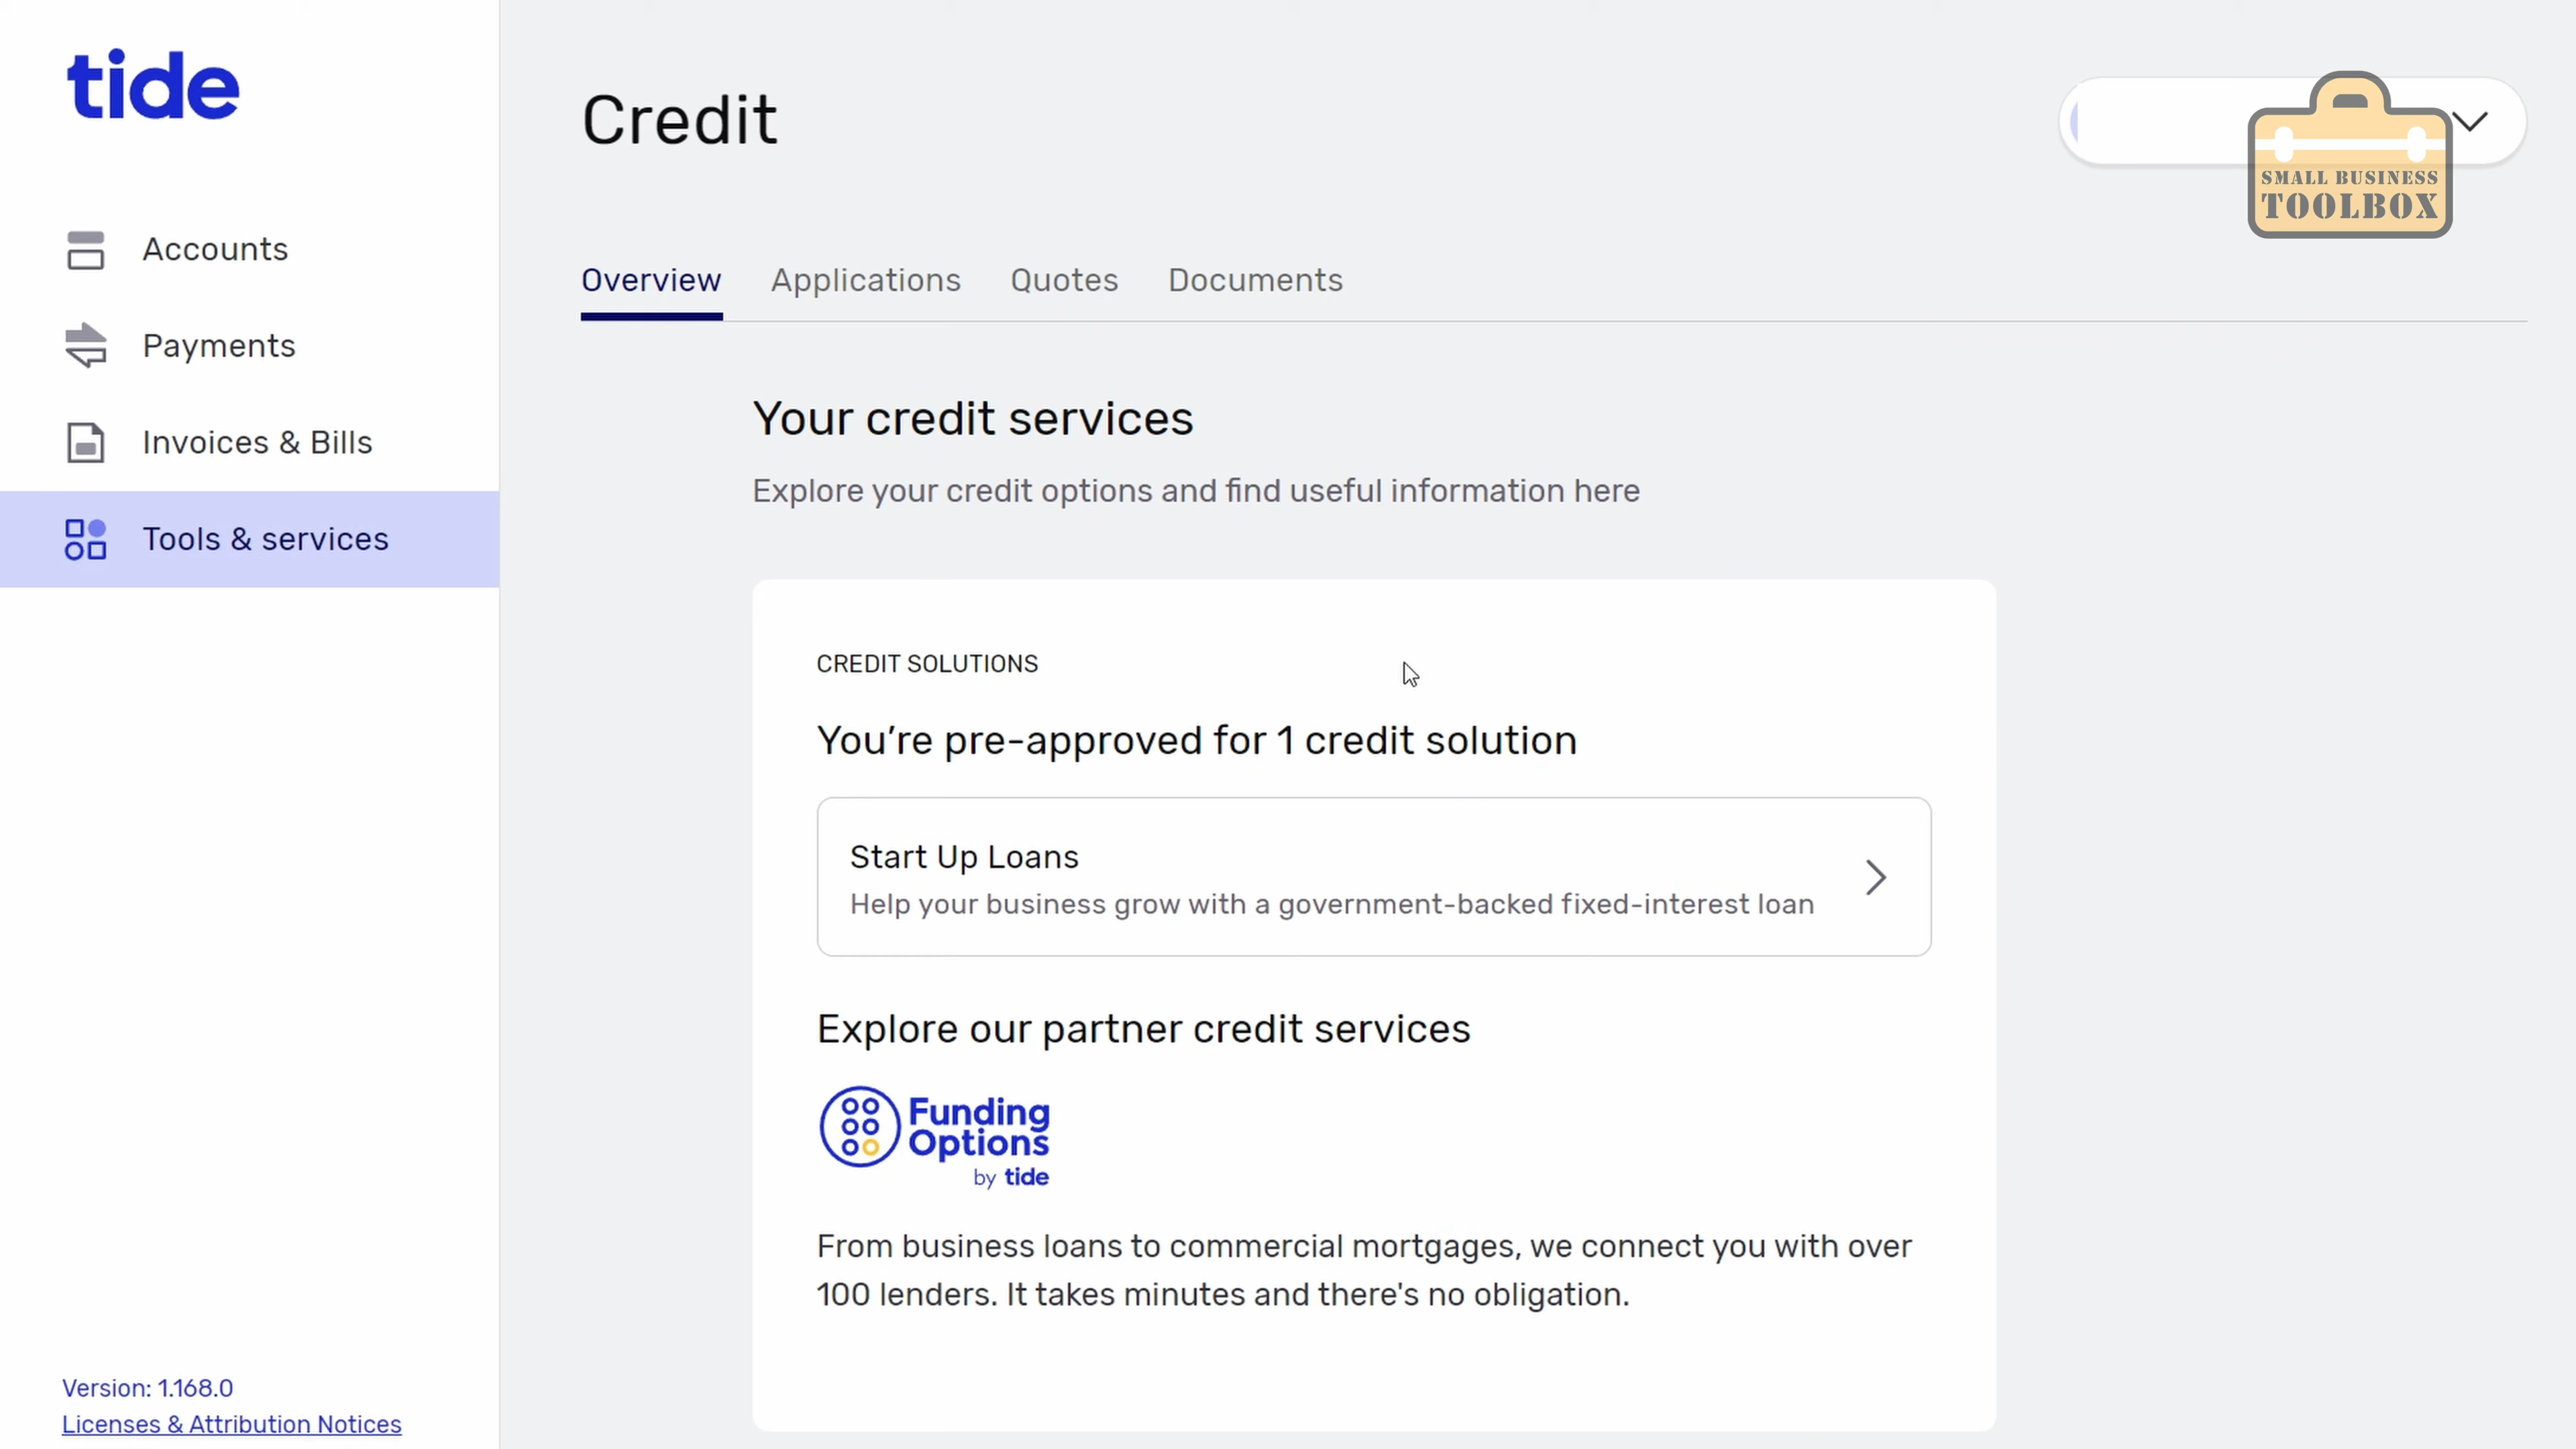 tide
Accounts
Payments
Invoices & Bills
Tools & services
Version: 1.168.0
Licenses & Attribution Notices
Credit
SMALL BUSINESS
TOOLBOX
Overview Applications Quotes Documents
Your credit services
Explore your credit options and find useful information here
CREDIT SOLUTIONS
You're pre-approved for 1 credit solution
Start Up Loans
Help your business grow with a government-backed fixed-interest loan
Explore our partner credit services
Funding
Options
by tide
From business loans to commercial mortgages, we connect you with over
100 lenders. It takes minutes and there's no obligation.